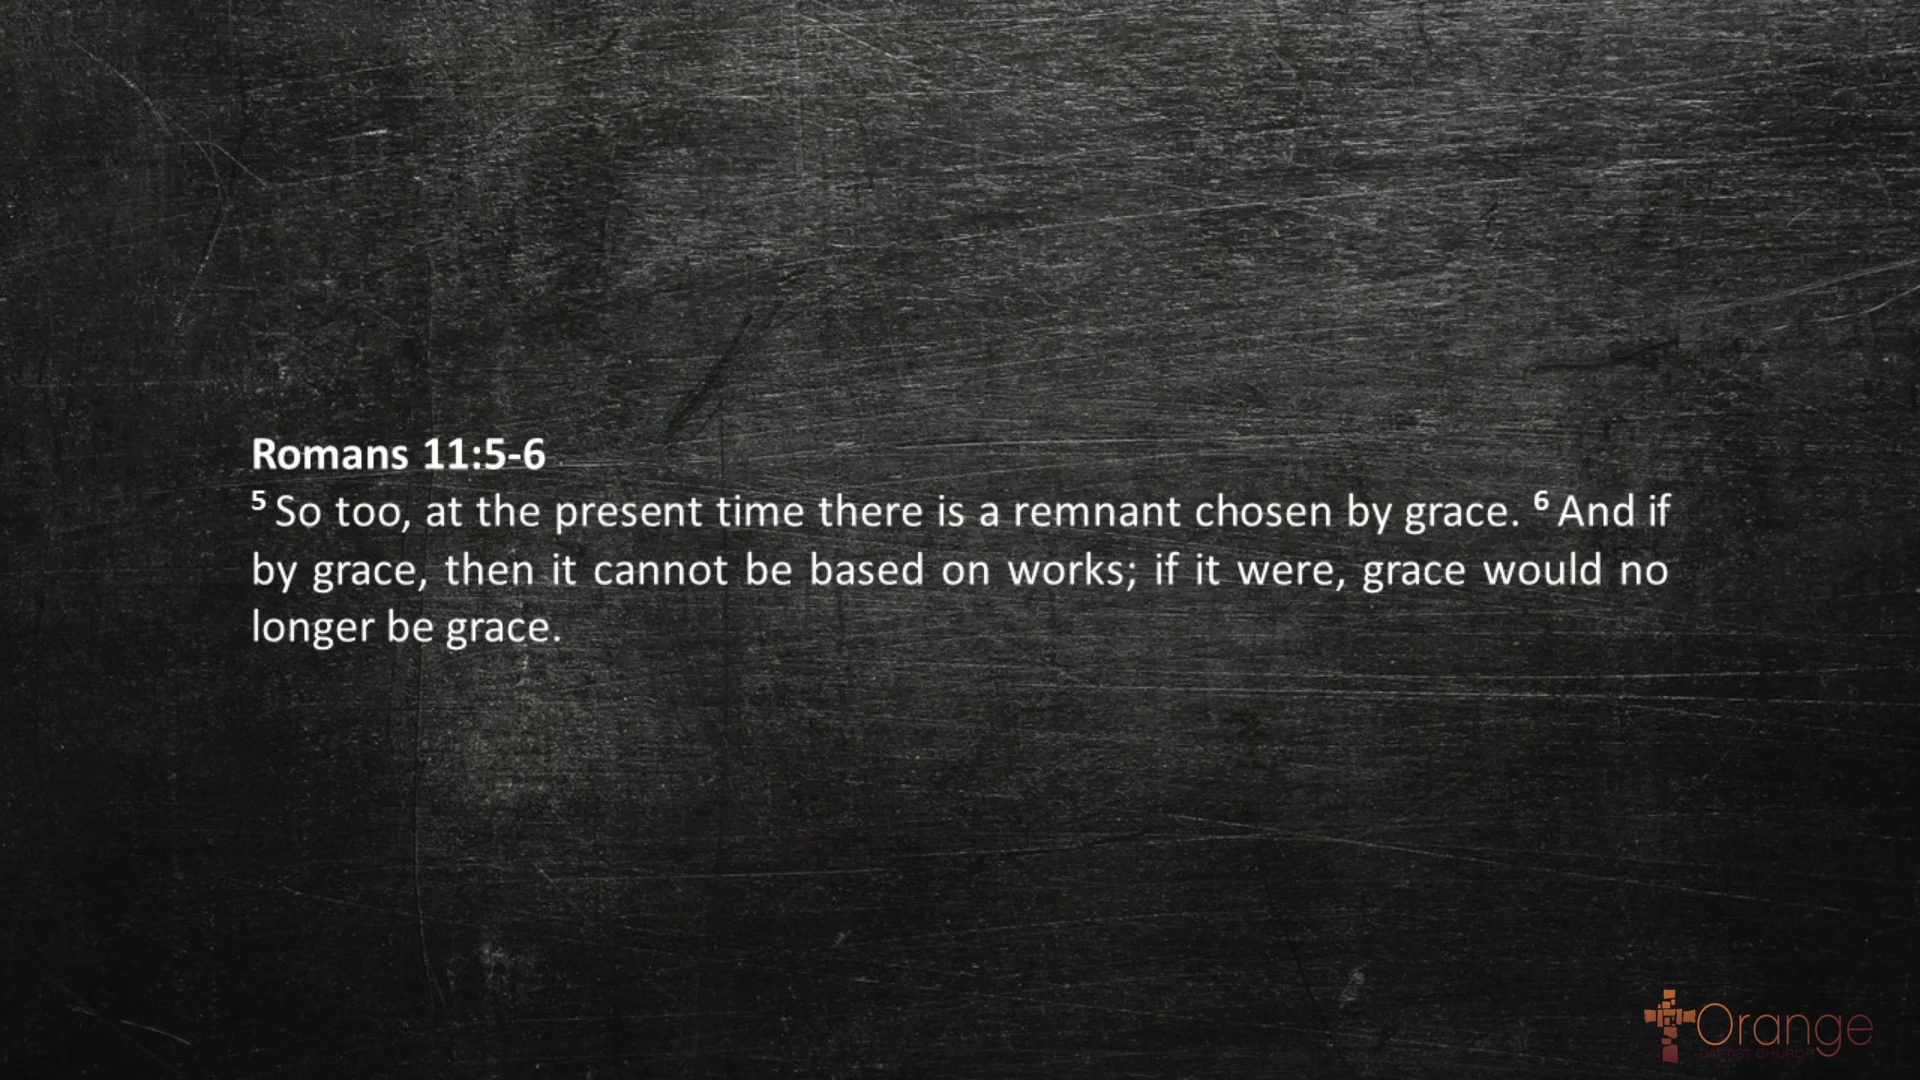 Romans 11:5-6
⁵ So too, at the present time there is a remnant chosen by grace. ⁶ And if
by grace, then it cannot be based on works; if it were, grace would no
longer be grace.
Orange
BAPTIST CHURCH